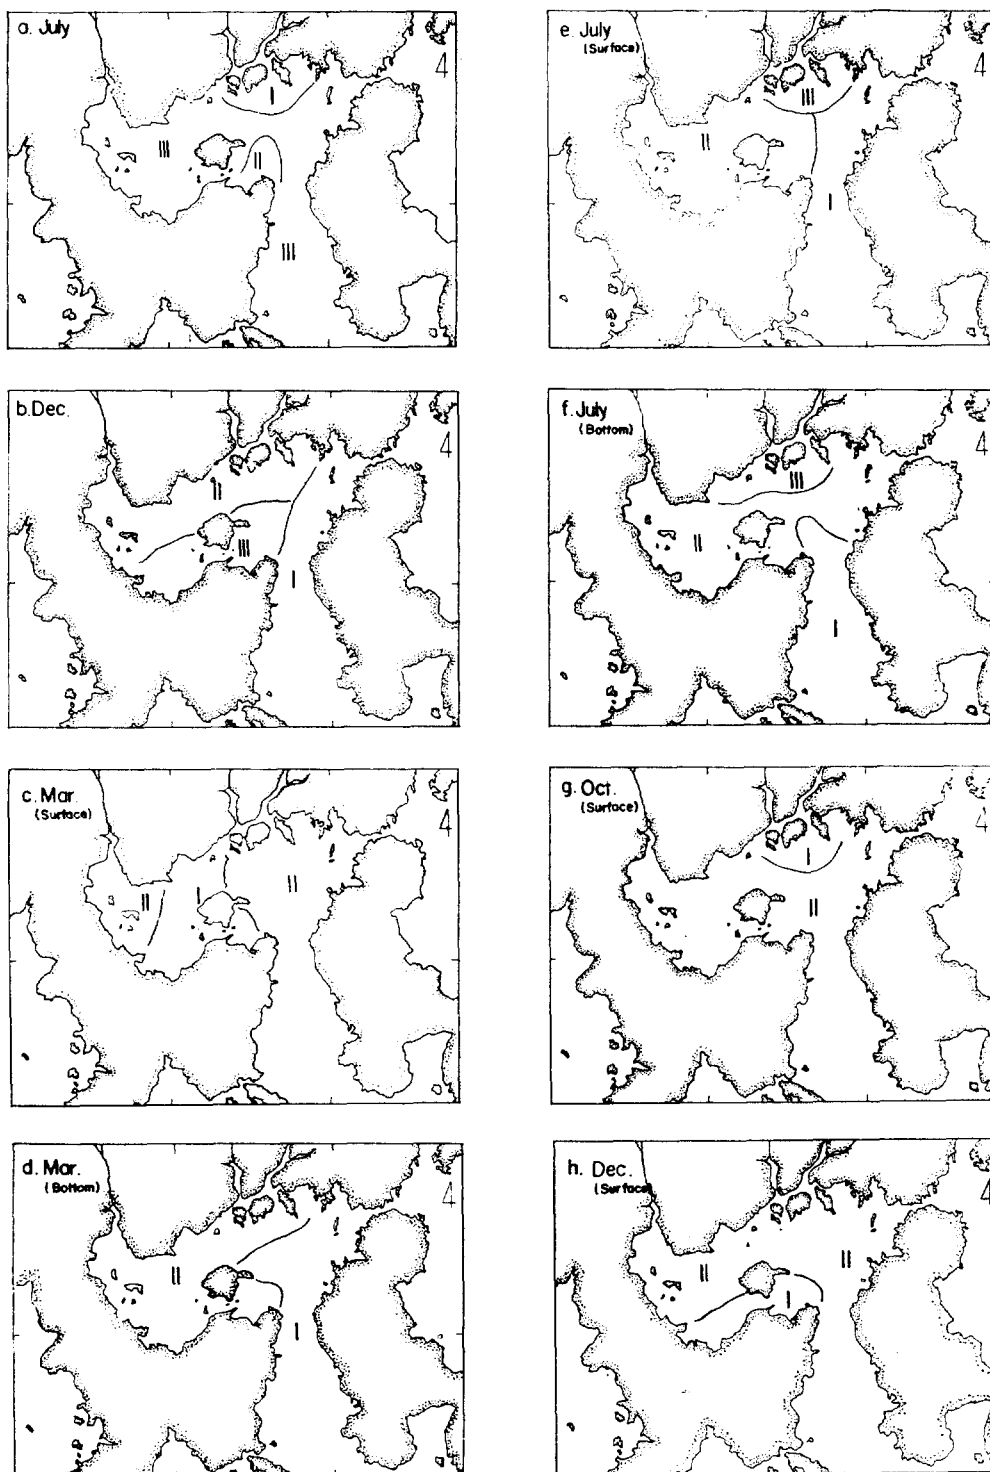 a. July
4
I
III
II
III
b. Dec.
4
II
III
I
c. Mar.
(Surface)
4
II
I
II
d. Mar.
(Bottom)
4
II
I
e. July
(Surface)
4
III
II
I
f. July
(Bottom)
4
III
II
I
g. Oct.
(Surface)
4
I
II
h. Dec.
(Surface)
4
II
II
I